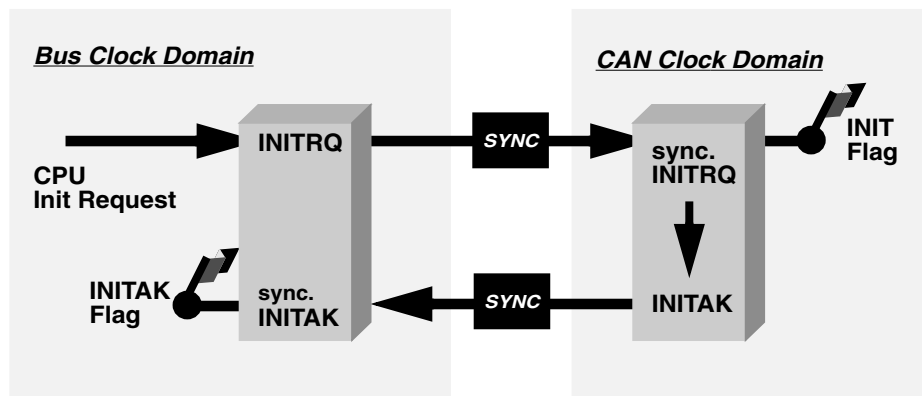 Bus Clock Domain
CAN Clock Domain
CPU
Init Request
INITRQ
SYNC
sync.
INITRQ
INIT
Flag
INITAK
Flag
sync.
INITAK
SYNC
INITAK